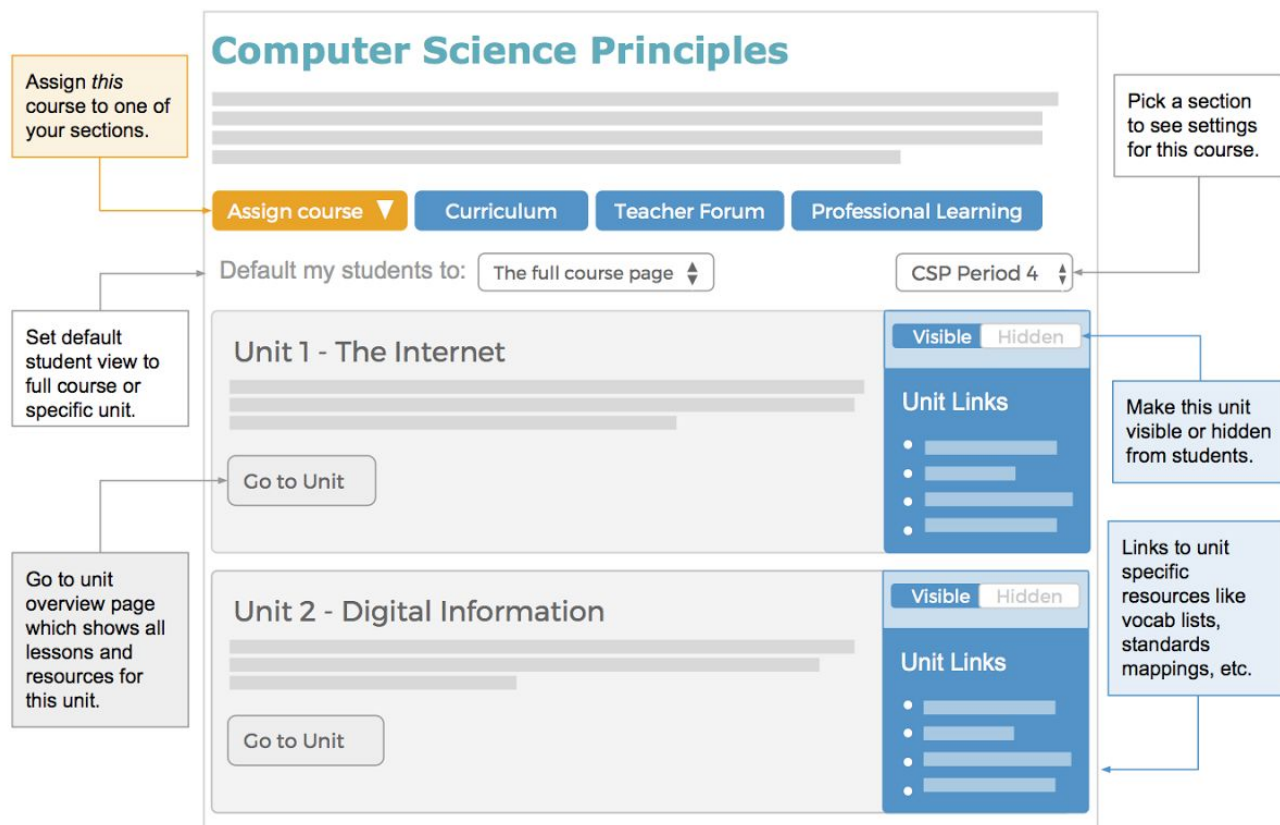 Computer Science Principles
Assign this
course to one of
your sections.
Pick a section
to see settings
for this course.
Assign course
Curriculum
Teacher Forum
Professional Learning
Default my students to:
The full course page
CSP Period 4
Set default
student view to
full course or
specific unit.
Unit 1 - The Internet
Visible
Hidden
Unit Links
Make this unit
visible or hidden
from students.
Go to Unit
Go to unit
overview page
which shows all
lessons and
resources for
this unit.
Links to unit
specific
resources like
vocab lists,
standards
mappings, etc.
Unit 2 - Digital Information
Visible
Hidden
Unit Links
Go to Unit